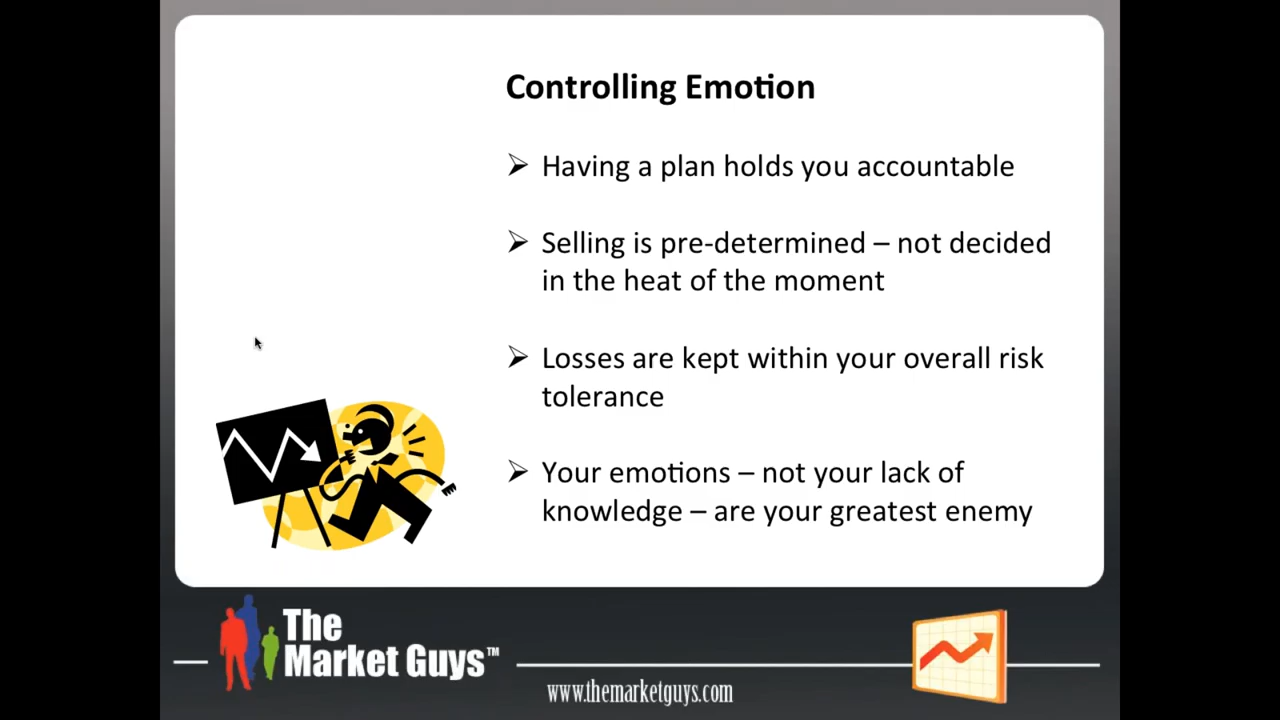 Controlling Emotion
➢ Having a plan holds you accountable
➢ Selling is pre-determined – not decided
in the heat of the moment
➢ Losses are kept within your overall risk
tolerance
➢ Your emotions – not your lack of
knowledge – are your greatest enemy
The
Market Guys™
www.themarketguys.com